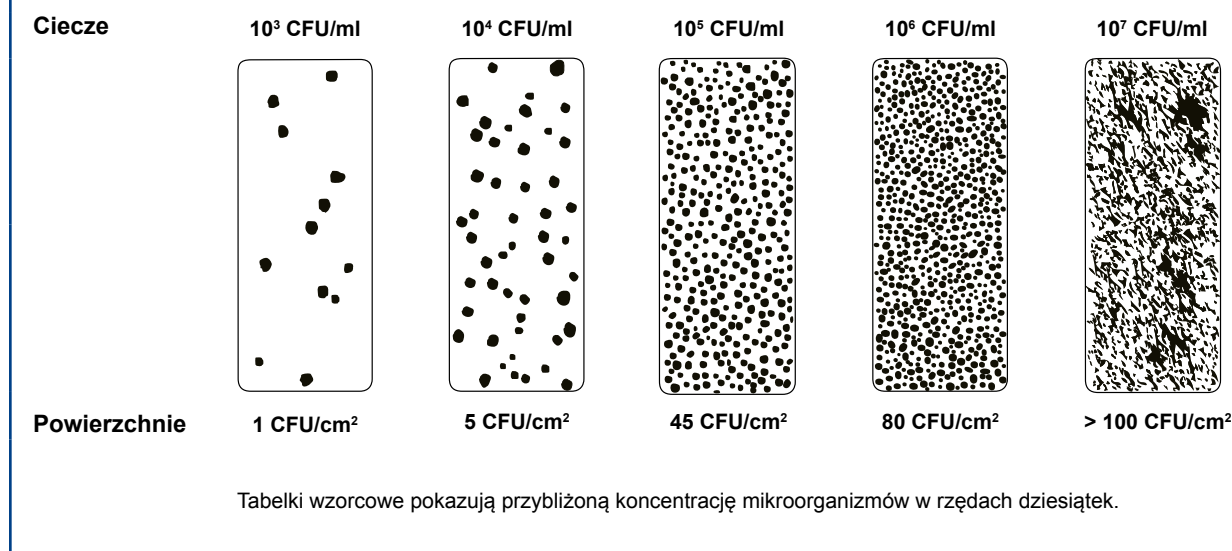 Ciecze 10³ CFU/ml 10⁴ CFU/ml 10⁵ CFU/ml 10⁶ CFU/ml 10⁷ CFU/ml
Powierzchnie 1 CFU/cm² 5 CFU/cm² 45 CFU/cm² 80 CFU/cm² > 100 CFU/cm²
Tabelki wzorcowe pokazują przybliżoną koncentrację mikroorganizmów w rzędach dziesiątek.